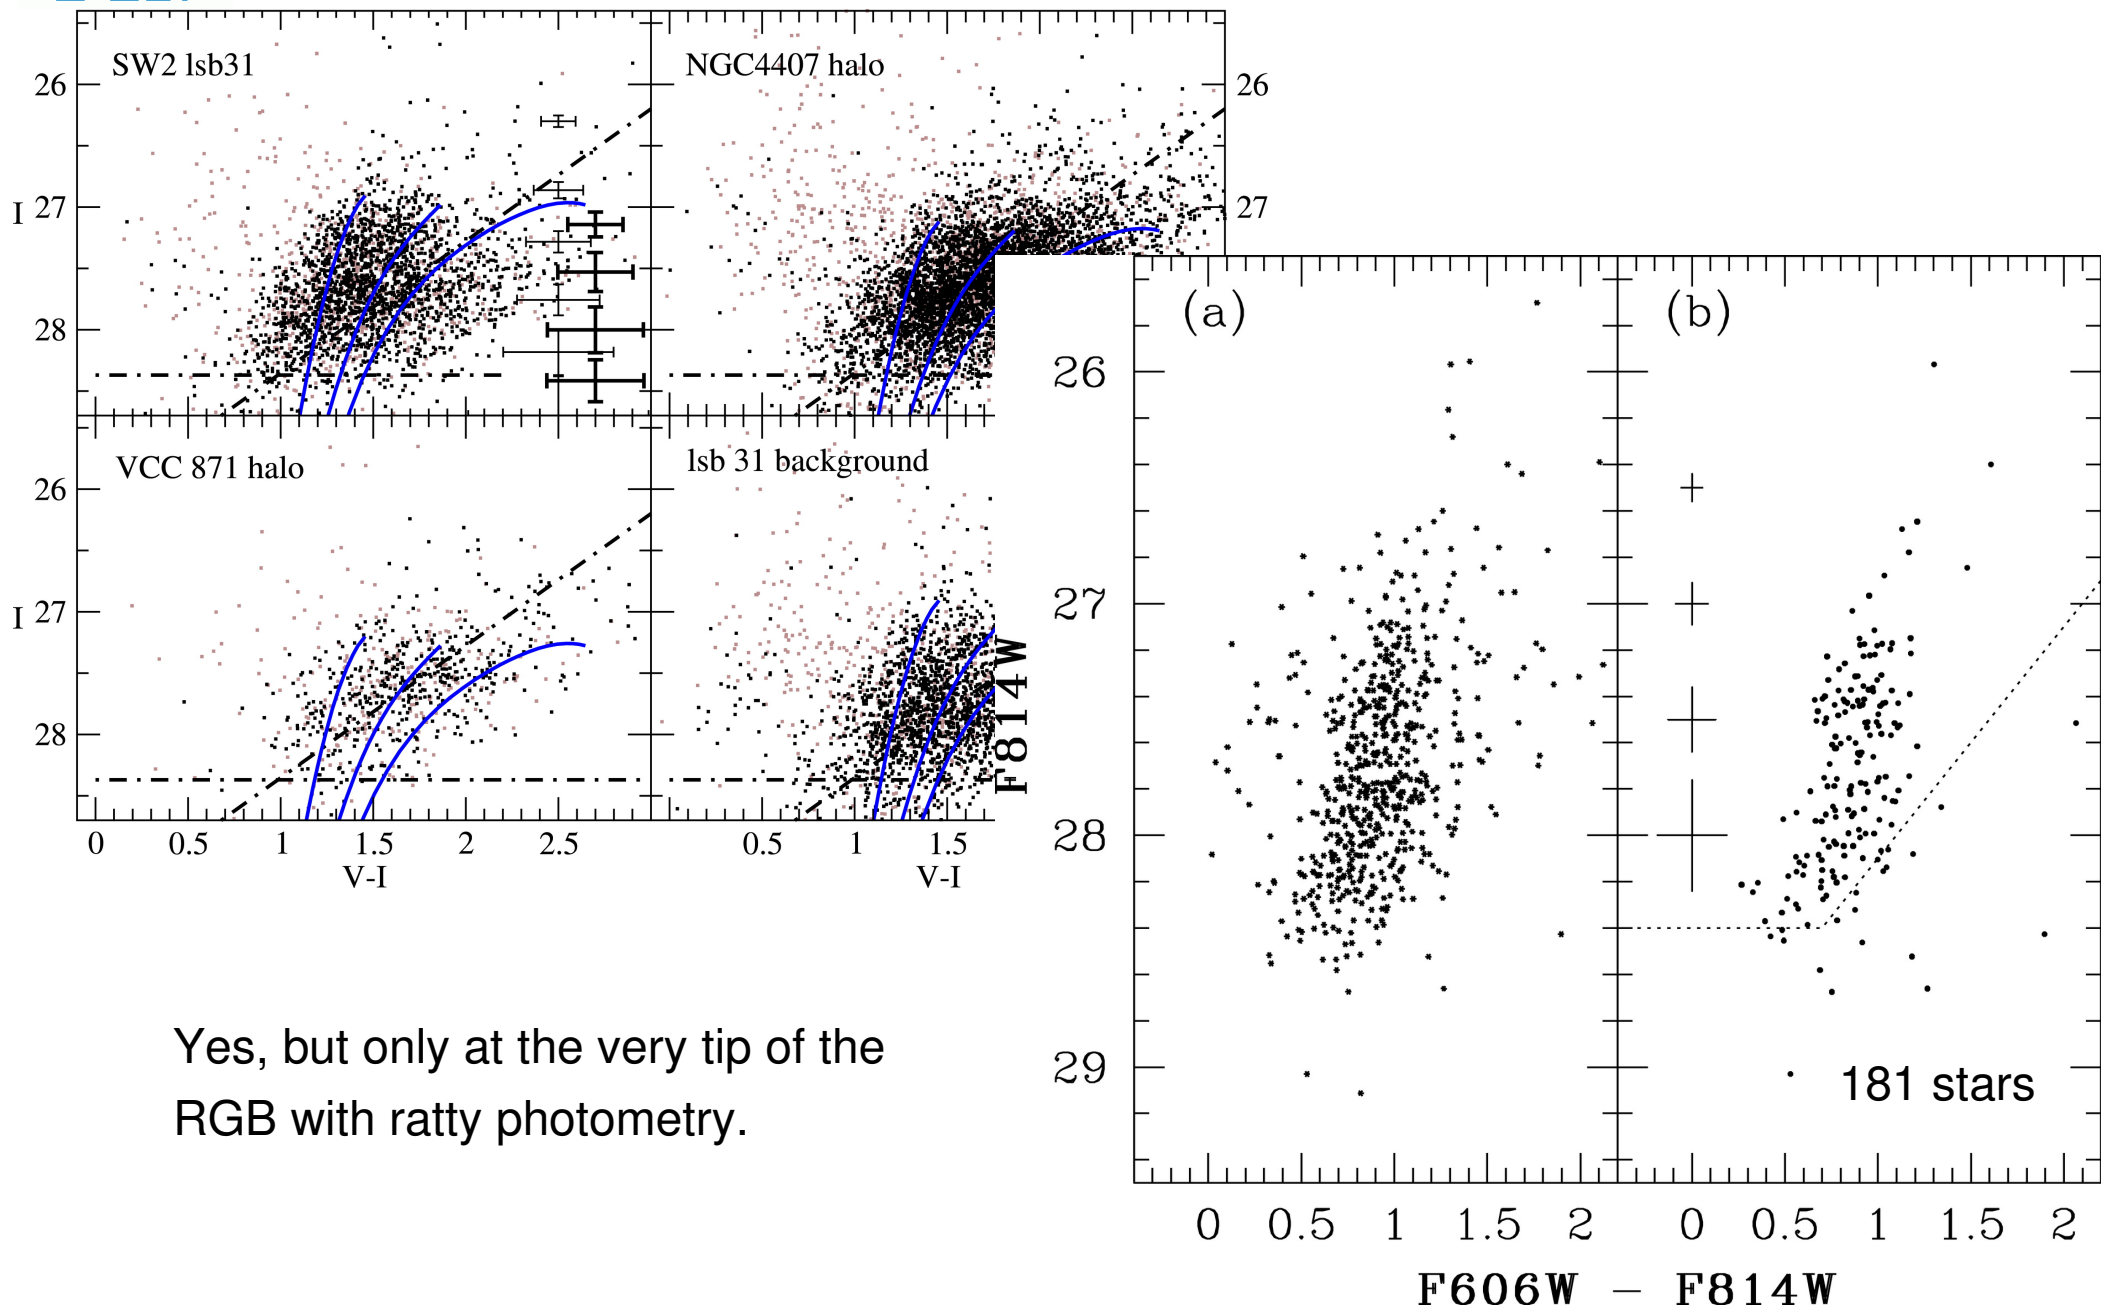 SW2 lsb31
NGC4407 halo
26
27
28
I
26
27
VCC 871 halo
lsb 31 background
26
27
28
I
0 0.5 1 1.5 2 2.5
V-I
0.5 1 1.5
V-I
(a)
(b)
26
27
28
29
F814W
181 stars
0 0.5 1 1.5 2
0 0.5 1 1.5 2
F606W – F814W
Yes, but only at the very tip of the
RGB with ratty photometry.